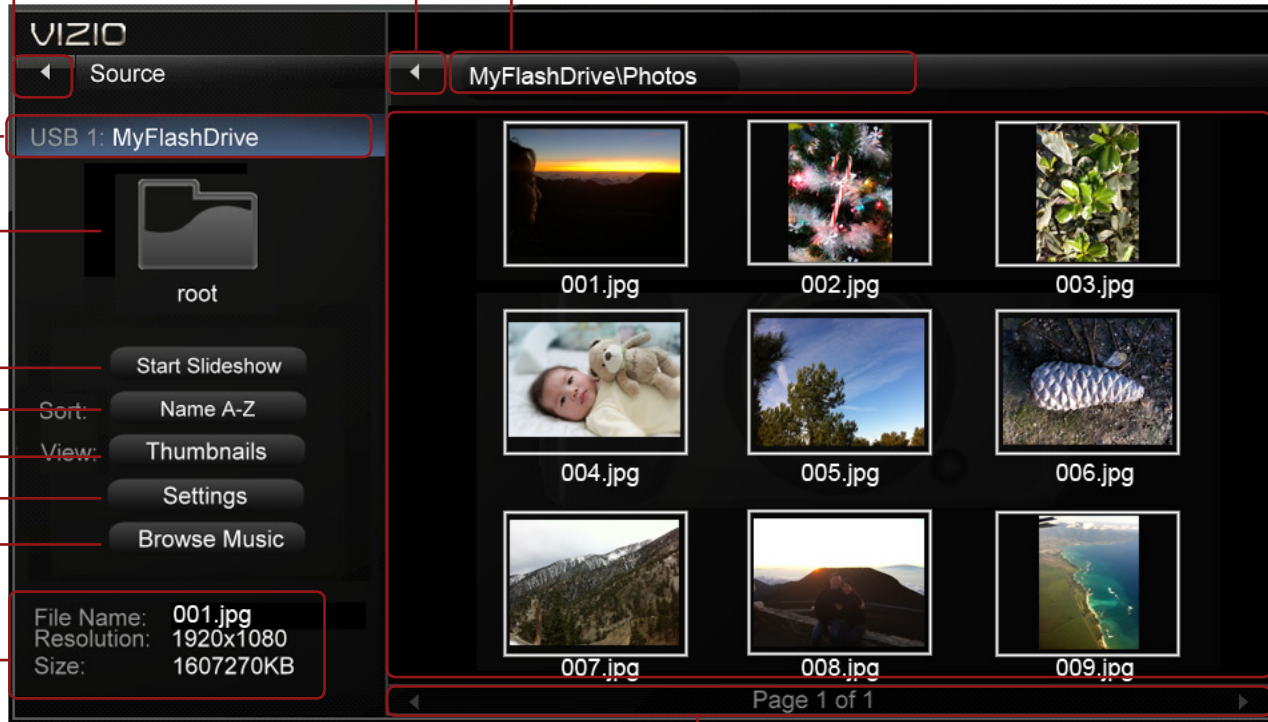 VIZIO
Source
MyFlashDrive\Photos
USB 1: MyFlashDrive
root
Start Slideshow
Sort: Name A-Z
View: Thumbnails
Settings
Browse Music
File Name: 001.jpg
Resolution: 1920x1080
Size: 1607270KB
001.jpg 002.jpg 003.jpg
004.jpg 005.jpg 006.jpg
007.jpg 008.jpg 009.jpg
Page 1 of 1